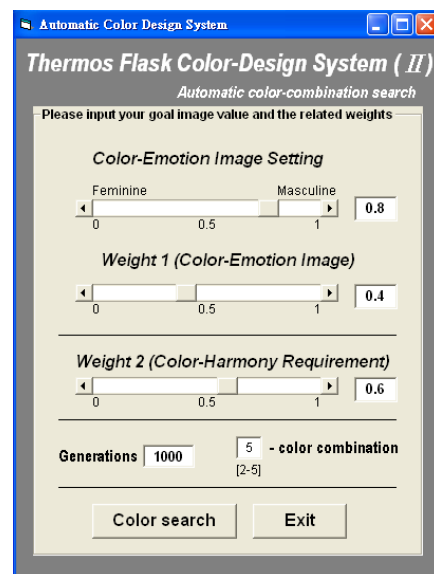 Automatic Color Design System
Thermos Flask Color-Design System ( II )
Automatic color-combination search
Please input your goal image value and the related weights
Color-Emotion Image Setting
Feminine Masculine
0.8
0 0.5 1
Weight 1 (Color-Emotion Image)
0.4
0 0.5 1
Weight 2 (Color-Harmony Requirement)
0.6
0 0.5 1
Generations 1000 5 - color combination
[2-5]
Color search Exit